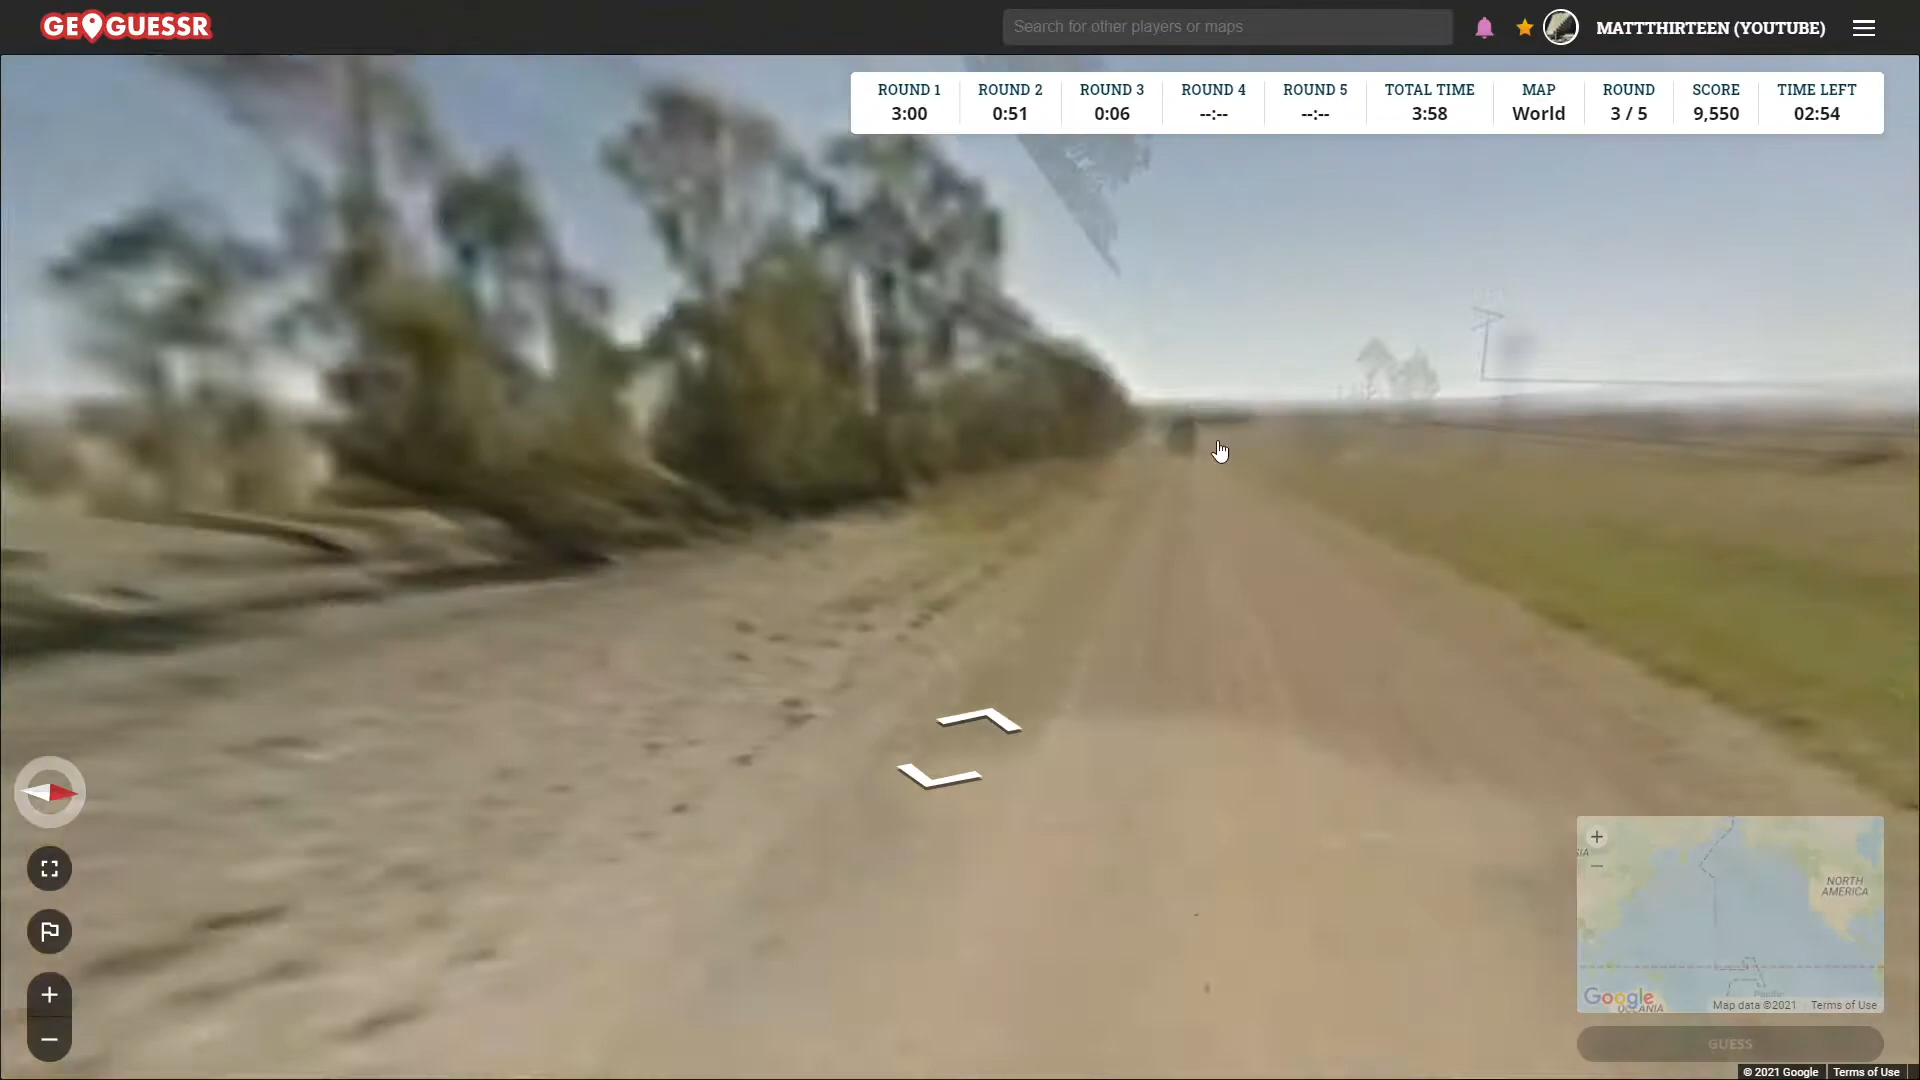 GEOGUESSR
Search for other players or maps
MATTTHIRTEEN (YOUTUBE)
ROUND 1 ROUND 2 ROUND 3 ROUND 4 ROUND 5 TOTAL TIME MAP ROUND SCORE TIME LEFT
3:00 0:51 0:06 --:-- --:-- 3:58 World 3 / 5 9,550 02:54
NORTH
AMERICA
Google
Map data ©2021 Terms of Use
OCEANIA
GUESS
© 2021 Google Terms of Use